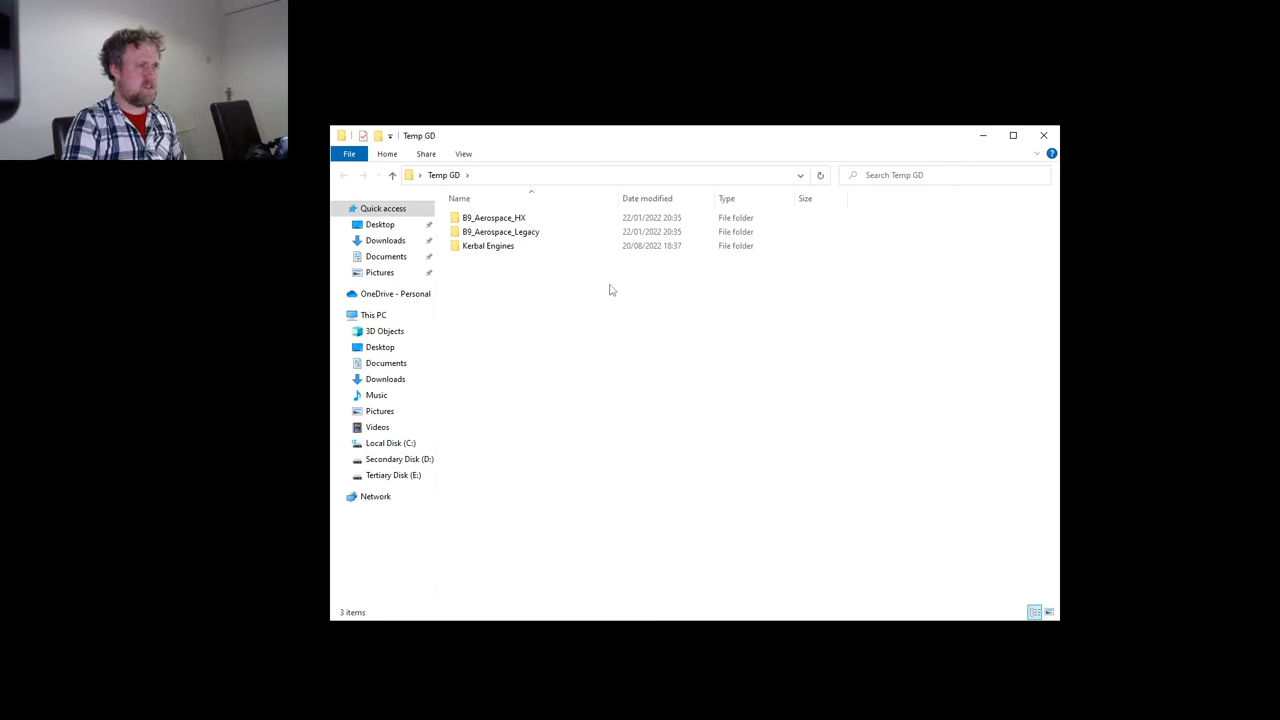 Temp GD
File
Home
Share
View
Temp GD
Search Temp GD
Name
Date modified
Type
Size
Quick access
Desktop
Downloads
Documents
Pictures
OneDrive - Personal
This PC
3D Objects
Desktop
Documents
Downloads
Music
Pictures
Videos
Local Disk (C:)
Secondary Disk (D:)
Tertiary Disk (E:)
Network
B9_Aerospace_HX 22/01/2022 20:35 File folder
B9_Aerospace_Legacy 22/01/2022 20:35 File folder
Kerbal Engines 20/08/2022 18:37 File folder
3 items